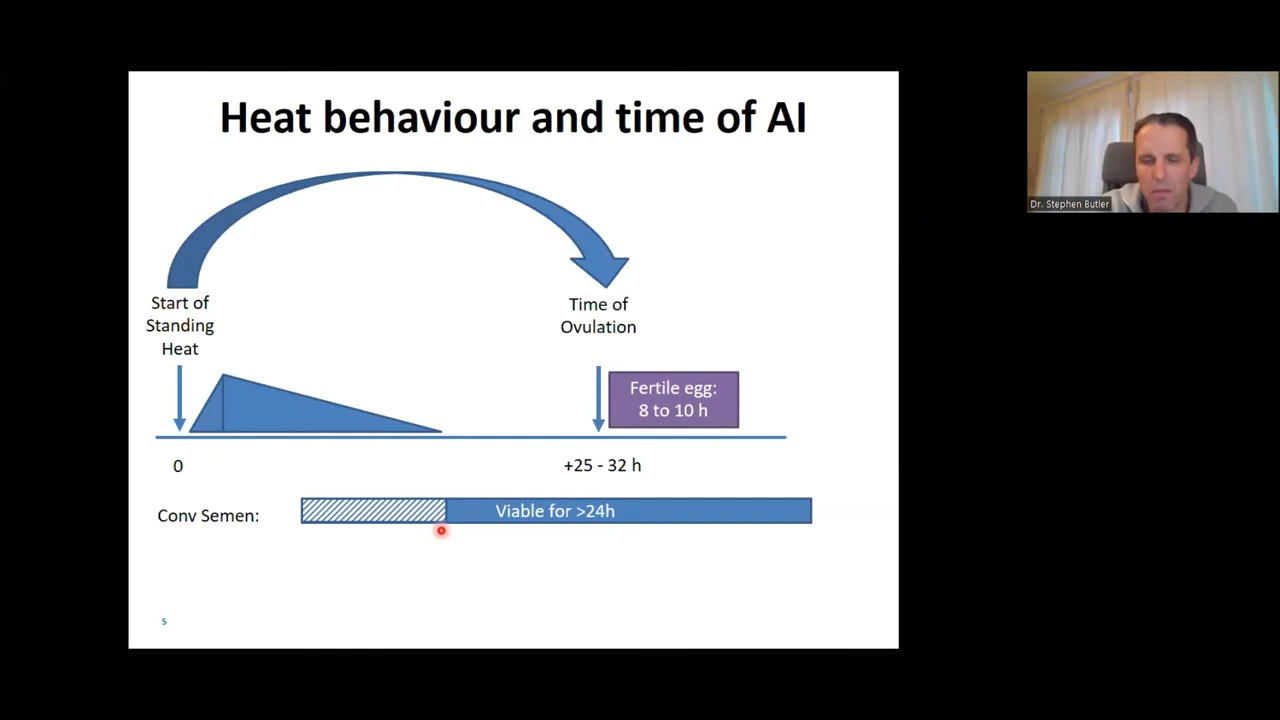 Heat behaviour and time of AI
Dr. Stephen Butler
Start of
Standing
Heat
Time of
Ovulation
Fertile egg:
8 to 10 h
0
+25 - 32 h
Conv Semen:
Viable for >24h
5